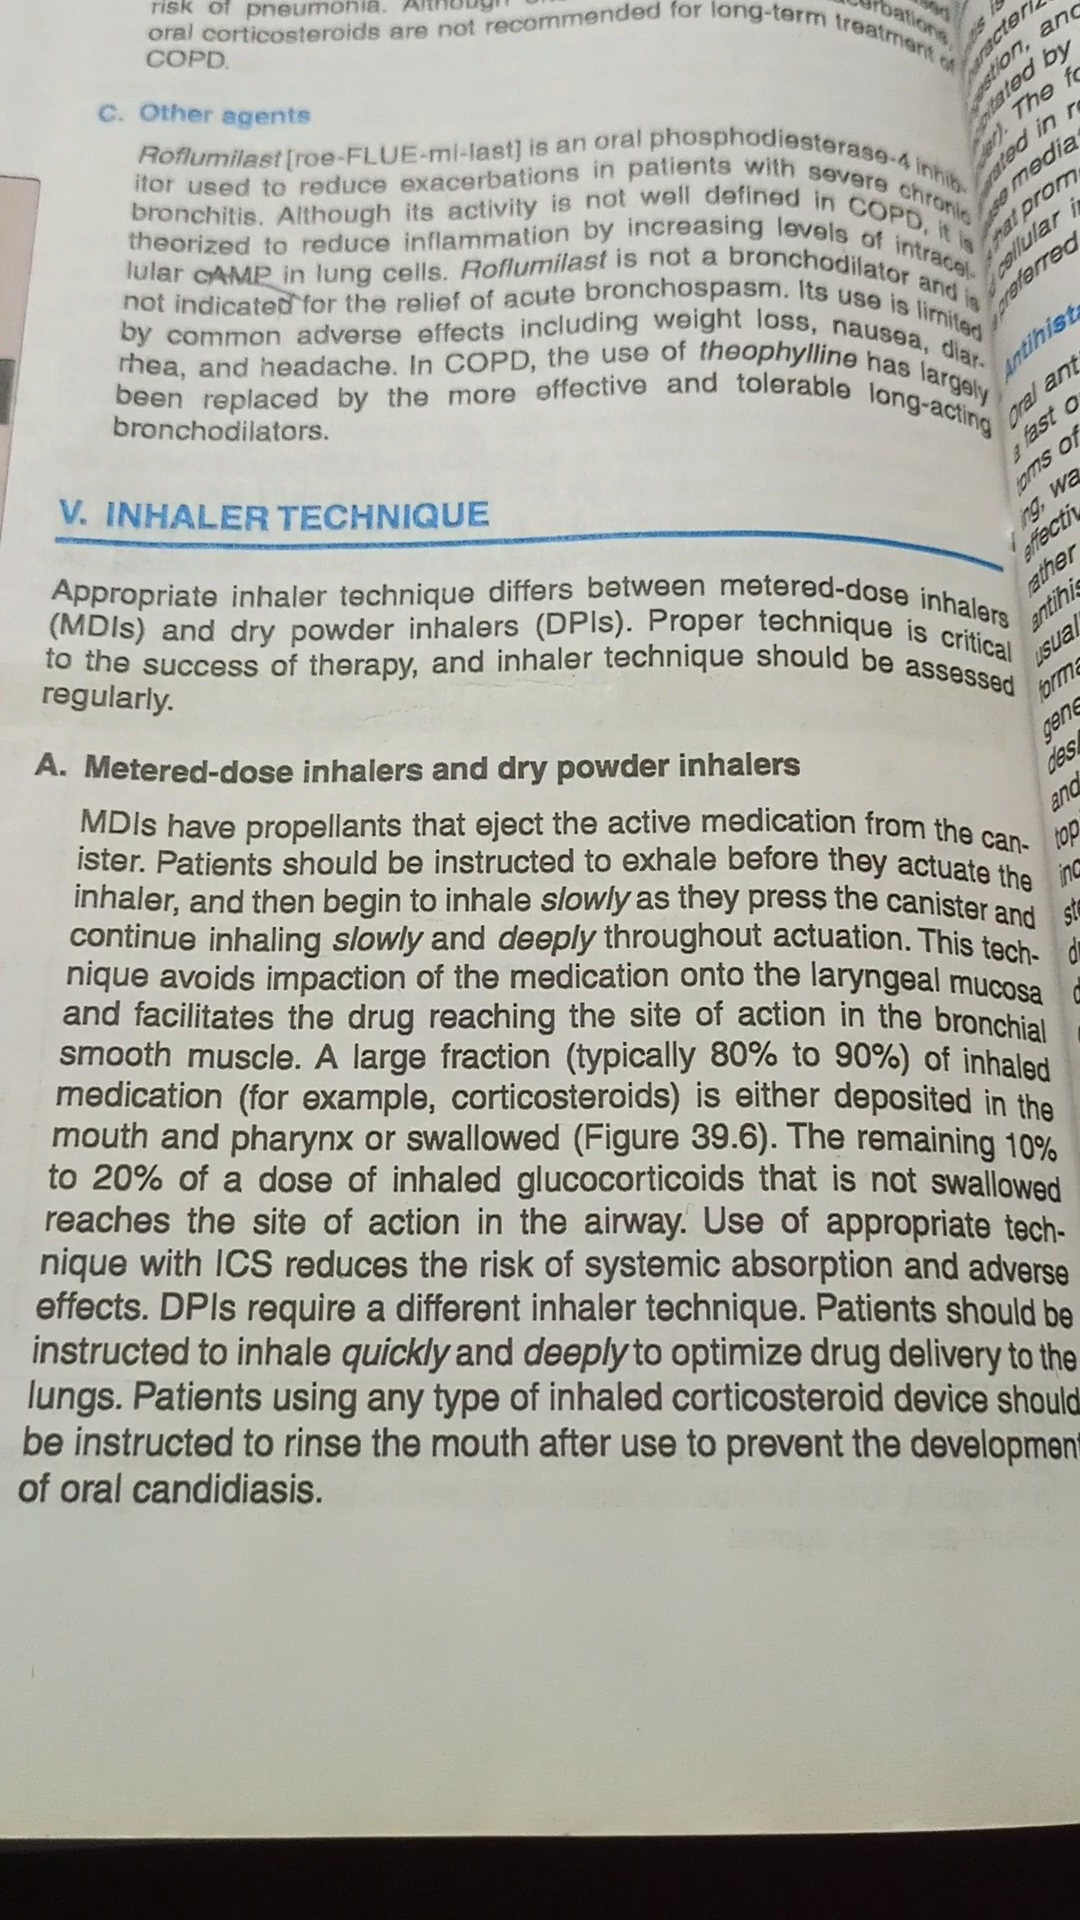 risk of pneumonia. Although
oral corticosteroids are not recommended for long-term treatment of
COPD.
C. Other agents
Roflumilast [roe-FLUE-mi-last] is an oral phosphodiesterase-4 inhib-
itor used to reduce exacerbations in patients with severe chronic
bronchitis. Although its activity is not well defined in COPD, it is
theorized to reduce inflammation by increasing levels of intracel-
lular cAMP in lung cells. Roflumilast is not a bronchodilator and is
not indicated for the relief of acute bronchospasm. Its use is limited
by common adverse effects including weight loss, nausea, diar-
rhea, and headache. In COPD, the use of theophylline has largely
been replaced by the more effective and tolerable long-acting
bronchodilators.
V. INHALER TECHNIQUE
Appropriate inhaler technique differs between metered-dose inhalers
(MDIs) and dry powder inhalers (DPIs). Proper technique is critical
to the success of therapy, and inhaler technique should be assessed
regularly.
A. Metered-dose inhalers and dry powder inhalers
MDIs have propellants that eject the active medication from the can-
ister. Patients should be instructed to exhale before they actuate the
inhaler, and then begin to inhale slowly as they press the canister and
continue inhaling slowly and deeply throughout actuation. This tech-
nique avoids impaction of the medication onto the laryngeal mucosa
and facilitates the drug reaching the site of action in the bronchial
smooth muscle. A large fraction (typically 80% to 90%) of inhaled
medication (for example, corticosteroids) is either deposited in the
mouth and pharynx or swallowed (Figure 39.6). The remaining 10%
to 20% of a dose of inhaled glucocorticoids that is not swallowed
reaches the site of action in the airway. Use of appropriate tech-
nique with ICS reduces the risk of systemic absorption and adverse
effects. DPIs require a different inhaler technique. Patients should be
instructed to inhale quickly and deeply to optimize drug delivery to the
lungs. Patients using any type of inhaled corticosteroid device should
be instructed to rinse the mouth after use to prevent the developmen
of oral candidiasis.